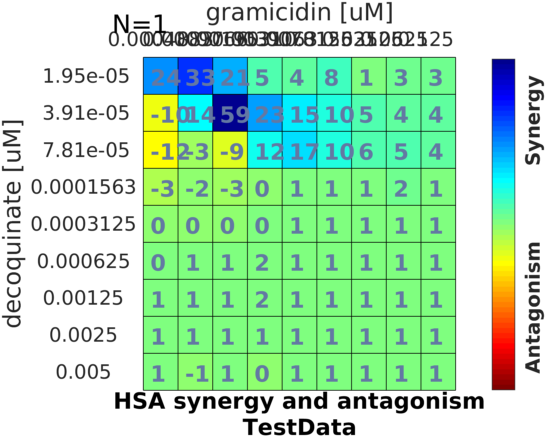 gramicidin [uM]
N=1
1.95e-05 24 33 21 5 4 8 1 3 3
3.91e-05 -10 14 59 23 15 10 5 4 4
7.81e-05 -12 -3 -9 12 17 10 6 5 4
0.0001563 -3 -2 -3 0 1 1 1 2 1
0.0003125 0 0 0 0 1 1 1 1 1
0.000625 0 1 1 2 1 1 1 1 1
0.00125 1 1 1 2 1 1 1 1 1
0.0025 1 1 1 1 1 1 1 1 1
0.005 1 -1 1 0 1 1 1 1 1
decoquinate [uM]
Synergy
Antagonism
HSA synergy and antagonism
TestData